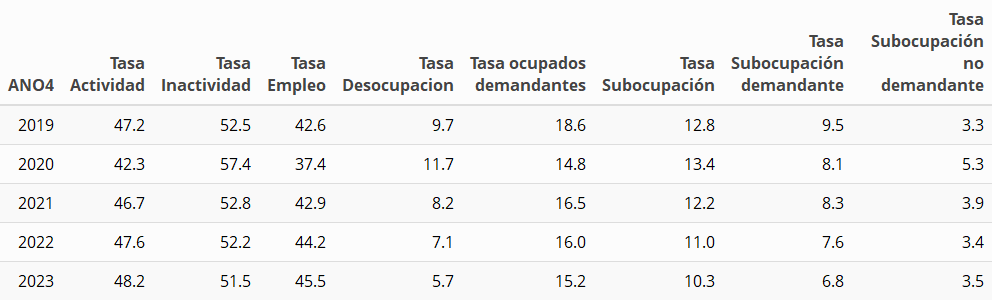 ANO4 Tasa Actividad Tasa Inactividad Tasa Empleo Tasa Desocupacion Tasa ocupados demandantes Tasa Subocupación Tasa Subocupación demandante Tasa Subocupación no demandante
2019 47.2 52.5 42.6 9.7 18.6 12.8 9.5 3.3
2020 42.3 57.4 37.4 11.7 14.8 13.4 8.1 5.3
2021 46.7 52.8 42.9 8.2 16.5 12.2 8.3 3.9
2022 47.6 52.2 44.2 7.1 16.0 11.0 7.6 3.4
2023 48.2 51.5 45.5 5.7 15.2 10.3 6.8 3.5